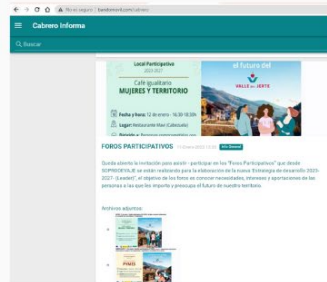 No es seguro | bandomovil.com/cabrero
Cabrero Informa
Buscar
Local Participativa
2023-2027
Café igualitario
MUJERES Y TERRITORIO
Fecha y hora: 12 de enero - 16:30-18:30h
Lugar: Restaurante Mavi (Cabezuela)
el futuro del
VALLE del JERTE
FOROS PARTICIPATIVOS
Queda abierta la invitación para asistir - participar en los "Foros Participativos" que desde
SOPRODEVAJE se están realizando para la elaboración de la nueva Estrategia de desarrollo 2023-
2027 (Leader), el objetivo de los foros es conocer necesidades, intereses y aportaciones de las
personas a las que les importa y preocupa el futuro de nuestro territorio.
Archivos adjuntos: